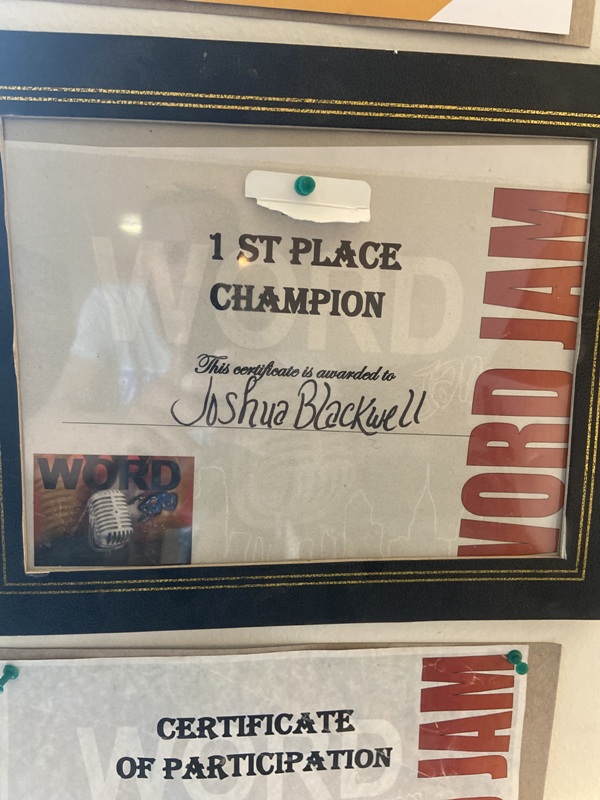 1 ST PLACE
CHAMPION
This certificate is awarded to
Joshua Blackwell
WORD
WORD JAM
WORD
CERTIFICATE
OF PARTICIPATION
WORD
JAM